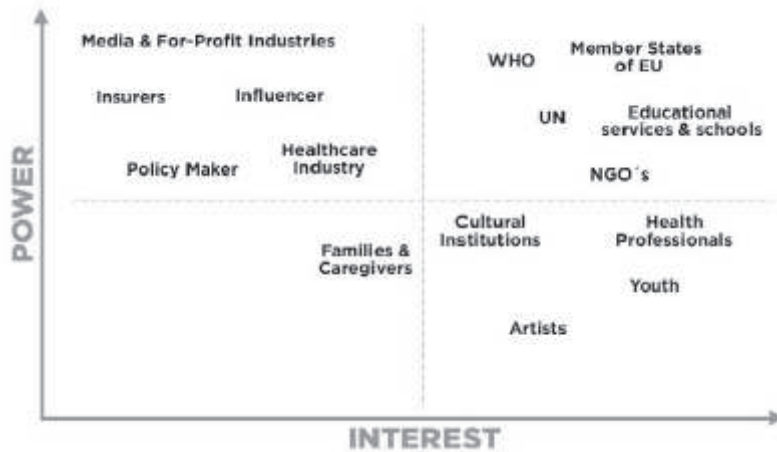 Media & For-Profit Industries
WHO
Member States
of EU
Insurers
Influencer
UN
Educational
services & schools
Policy Maker
Healthcare
Industry
NGO´s
POWER
Families &
Caregivers
Cultural
Institutions
Health
Professionals
Youth
Artists
INTEREST